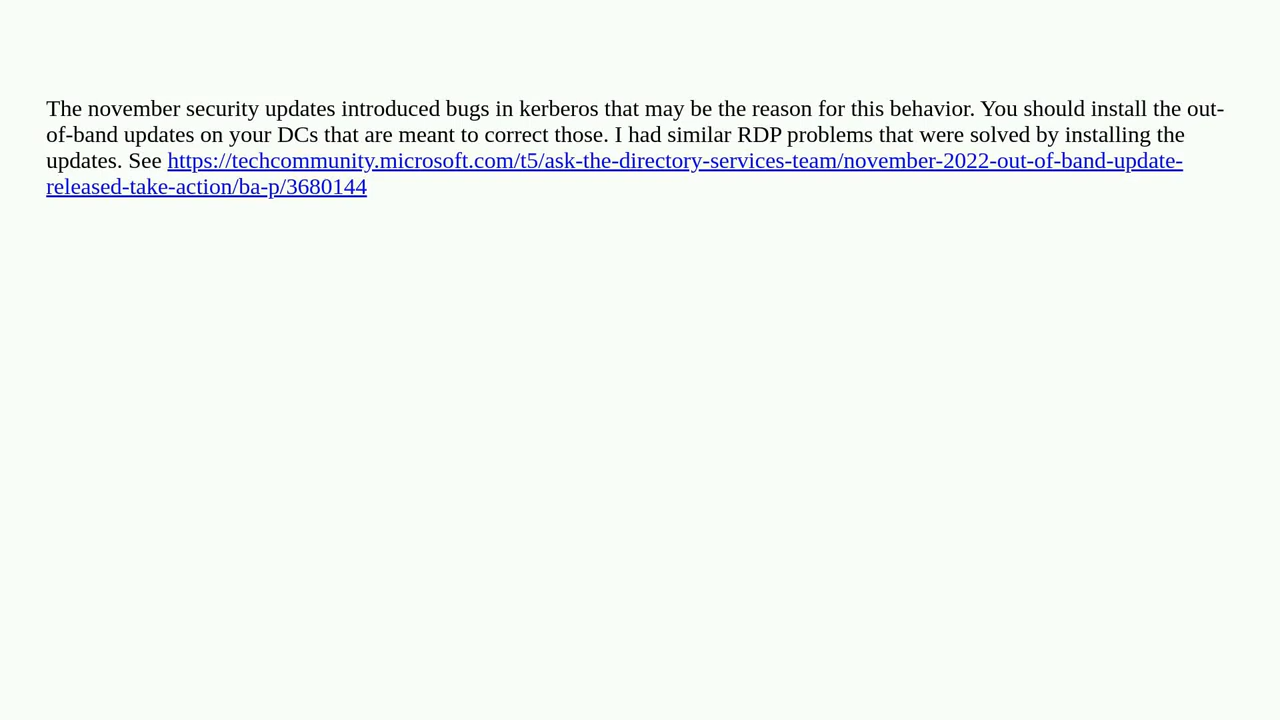 The november security updates introduced bugs in kerberos that may be the reason for this behavior. You should install the out-
of-band updates on your DCs that are meant to correct those. I had similar RDP problems that were solved by installing the
updates. See https://techcommunity.microsoft.com/t5/ask-the-directory-services-team/november-2022-out-of-band-update-
released-take-action/ba-p/3680144